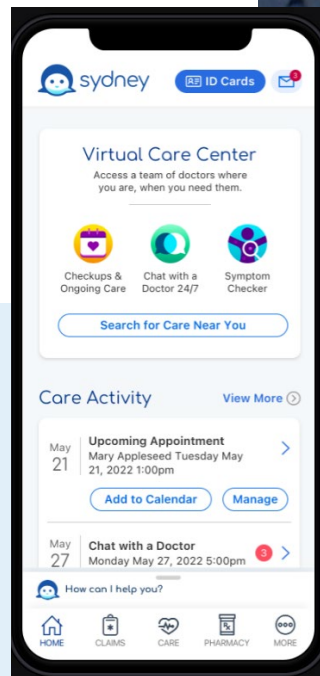 sydney
ID Cards
3
Virtual Care Center
Access a team of doctors where
you are, when you need them.
Checkups &
Ongoing Care
Chat with a
Doctor 24/7
Symptom
Checker
Search for Care Near You
Care Activity
View More
May
21
Upcoming Appointment
Mary Appleseed Tuesday May
21, 2022 1:00pm
Add to Calendar
Manage
May
27
Chat with a Doctor
Monday May 27, 2022 5:00pm
3
How can I help you?
HOME
CLAIMS
CARE
Rx
PHARMACY
MORE